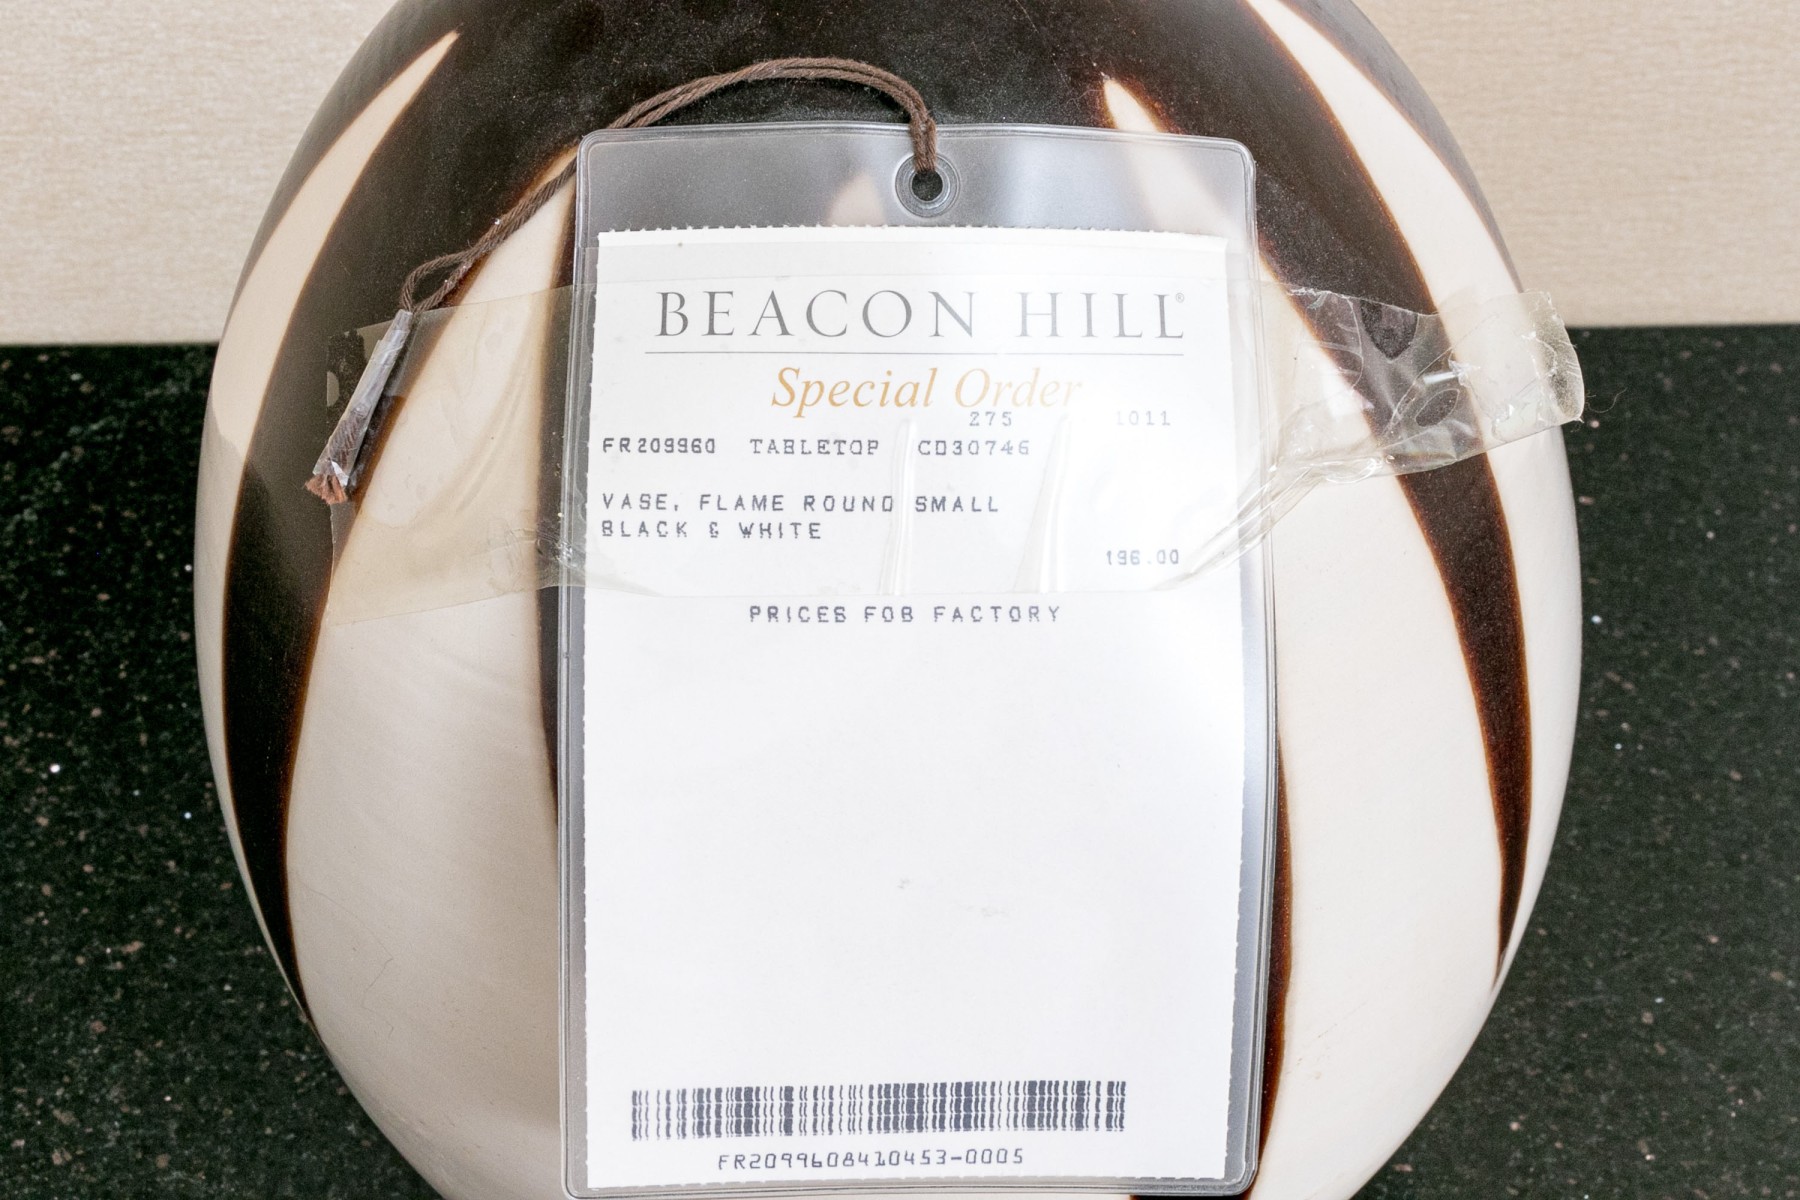 BEACON HILL®
Special Order
275 1011
FR209960 TABLETOP CD30746
VASE, FLAME ROUND SMALL
BLACK & WHITE
196.00
PRICES FOB FACTORY
FR2099608410453-0005